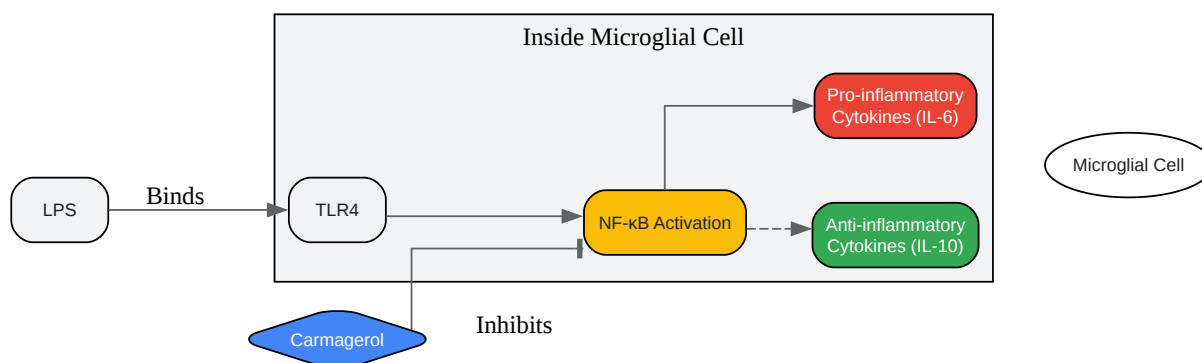 Inside Microglial Cell
Pro-inflammatory
Cytokines (IL-6)
Microglial Cell
LPS
Binds
TLR4
NF-κB Activation
Anti-inflammatory
Cytokines (IL-10)
Carmagerol
Inhibits